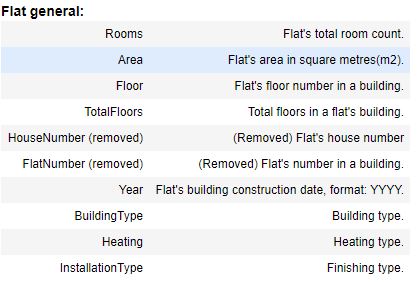 Flat general:
Rooms Flat's total room count.
Area Flat's area in square metres(m2).
Floor Flat's floor number in a building.
TotalFloors Total floors in a flat's building.
HouseNumber (removed) (Removed) Flat's house number
FlatNumber (removed) (Removed) Flat's number in a building.
Year Flat's building construction date, format: YYYY.
BuildingType Building type.
Heating Heating type.
InstallationType Finishing type.